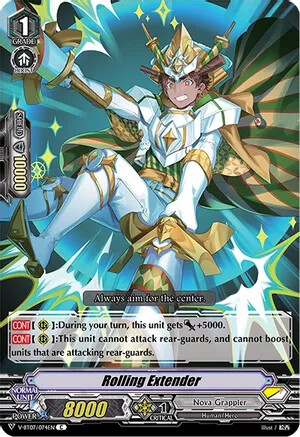 1
GRADE
BOOST
10000
Always aim for the center.
CONT []:During your turn, this unit gets +5000.
CONT []:This unit cannot attack rear-guards, and cannot boost
units that are attacking rear-guards.
NORMAL
UNIT
Rolling Extender
POWER
8000
1
CRITICAL
Nova Grappler
Human/Hero
V-BT07/074EN C
illust /